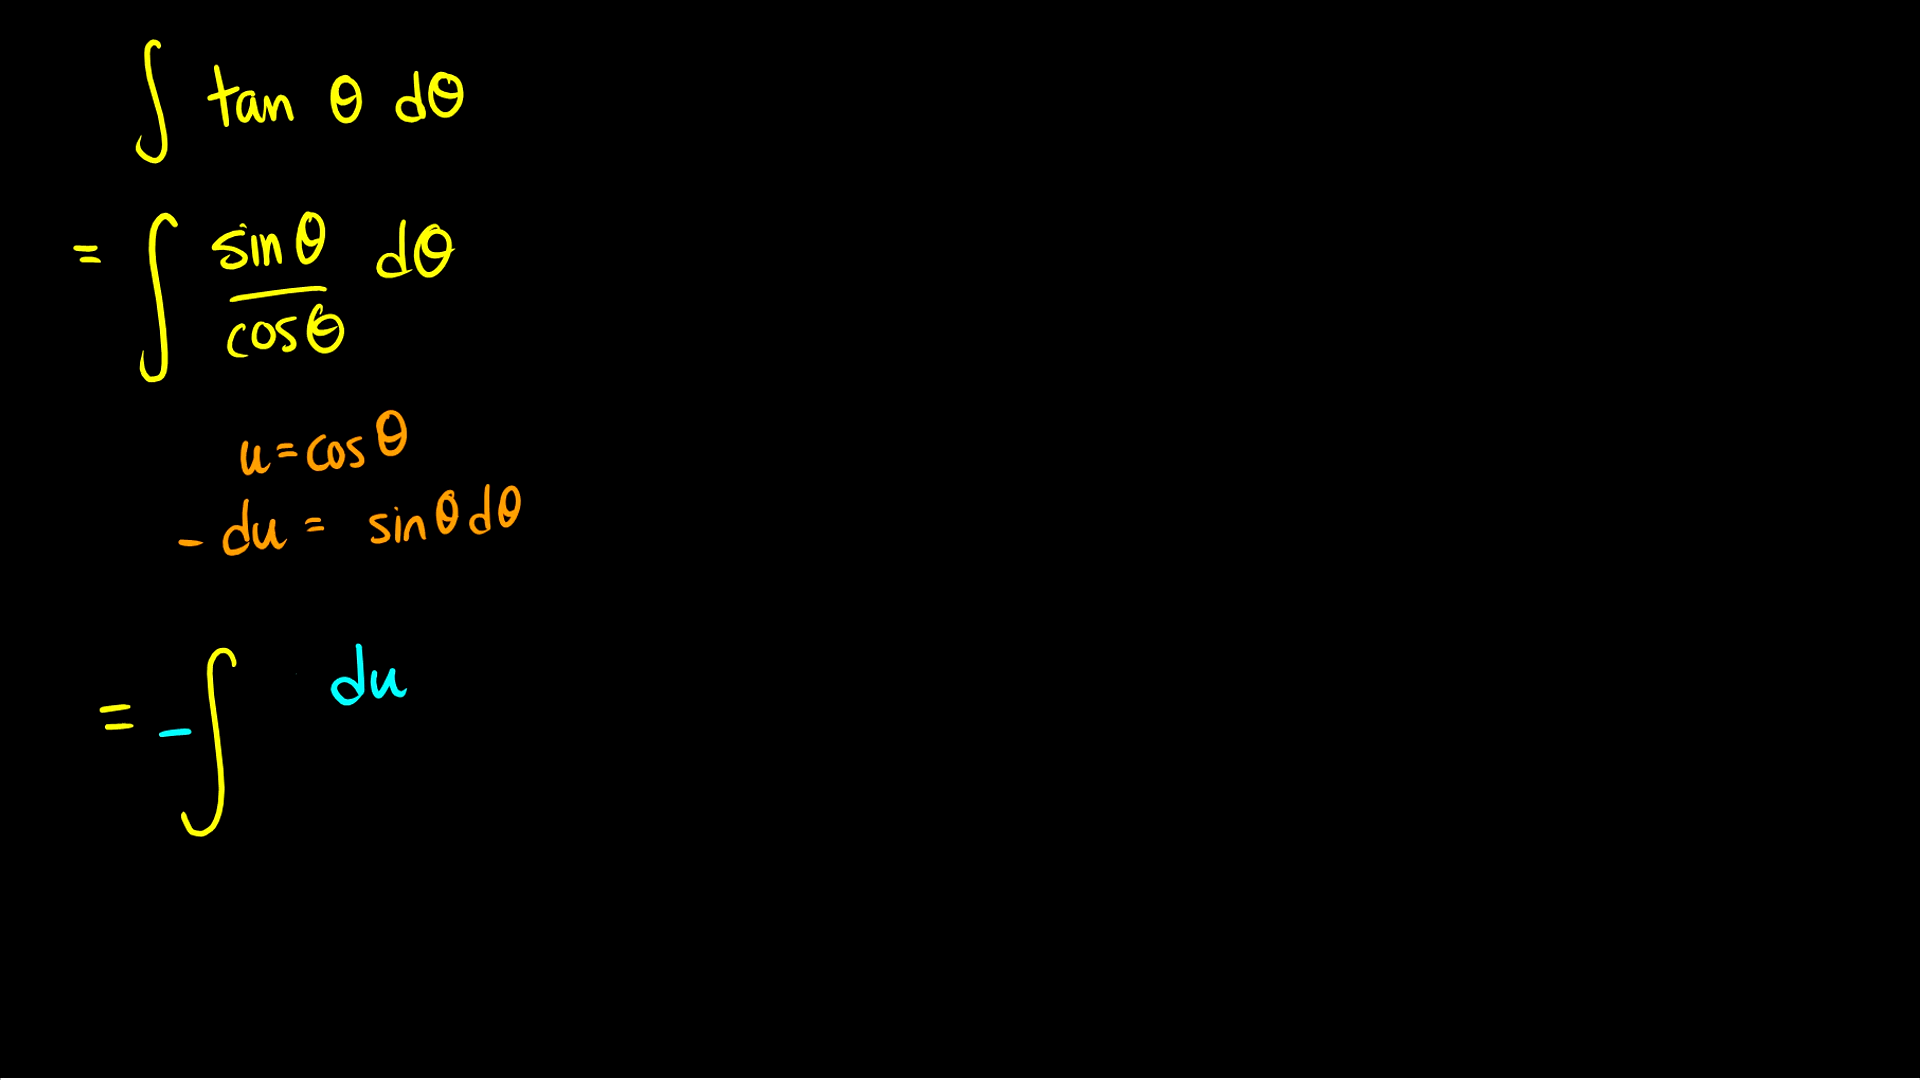 ∫ tan θ dθ
= ∫ sin θ / cos θ dθ
u = cos θ
- du = sin θ dθ
= - ∫ du